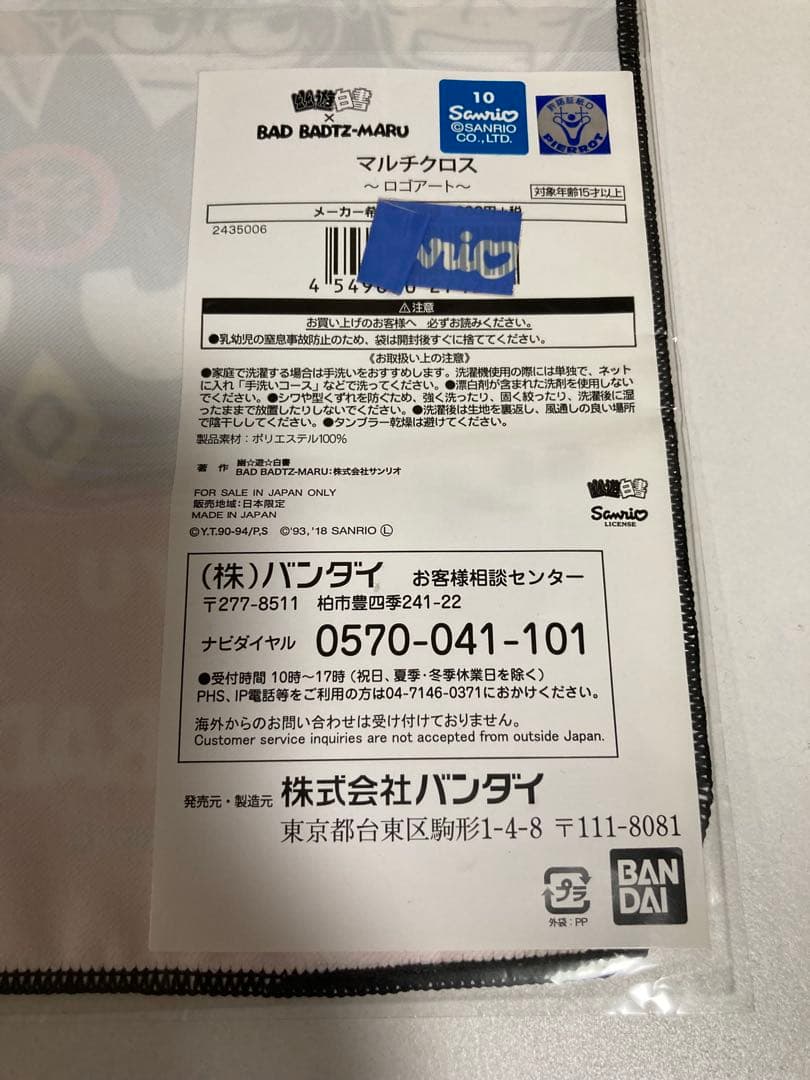 幽遊白書
×
BAD BADTZ-MARU
10
Sanrio
©SANRIO
CO.,LTD.
許諾証紙D
PIERROT
マルチクロス
～ロゴアート～
対象年齢15才以上
メーカー希
円+税
2435006
⚠注意
お買い上げのお客様へ 必ずお読みください。
●乳幼児の窒息事故防止のため、袋は開封後すぐに捨ててください。
《お取扱い上の注意》
●家庭で洗濯する場合は手洗いをおすすめします。洗濯機使用の際には単独で、ネット
に入れ「手洗いコース」などで洗ってください。●漂白剤が含まれた洗剤を使用しない
でください。●シワや型くずれを防ぐため、強く洗ったり、固く絞ったり、洗濯後に湿
ったままで放置したりしないでください。●洗濯後は生地を裏返し、風通しの良い場所
で陰干ししてください。●タンブラー乾燥は避けてください。
製品素材：ポリエステル100%
著 作 幽☆遊☆白書
BAD BADTZ-MARU：株式会社サンリオ
FOR SALE IN JAPAN ONLY
販売地域：日本限定
MADE IN JAPAN
©Y.T.90-94/P,S ©'93,'18 SANRIO Ⓛ
幽遊白書
Sanrio
LICENSE
(株)バンダイ お客様相談センター
〒277-8511 柏市豊四季241-22
ナビダイヤル 0570-041-101
●受付時間 10時～17時（祝日、夏季・冬季休業日を除く）
PHS、IP電話等をご利用の方は04-7146-0371におかけください。
海外からのお問い合わせは受け付けておりません。
Customer service inquiries are not accepted from outside Japan.
発売元・製造元 株式会社バンダイ
東京都台東区駒形1-4-8 〒111-8081
プラ
外袋：PP
BAN
DAI